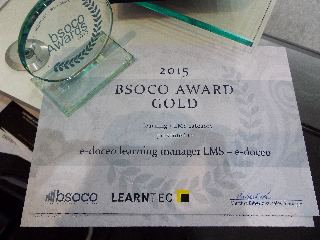 bsoco
Awards
2015
BSOCO AWARD
GOLD
e-doceo learning manager LMS – e-doceo
bsoco
LEARNTEC